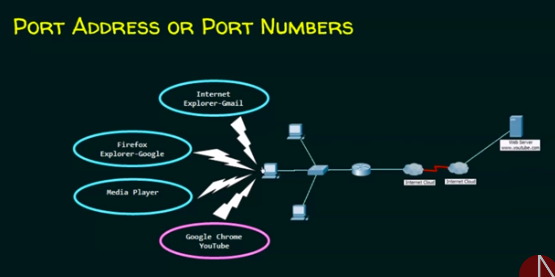 PORT ADDRESS OR PORT NUMBERS
Internet
Explorer-Gmail
Firefox
Explorer-Google
Media Player
Google Chrome
YouTube
Internet Cloud
Internet Cloud
Web Server
www.youtube.com
N